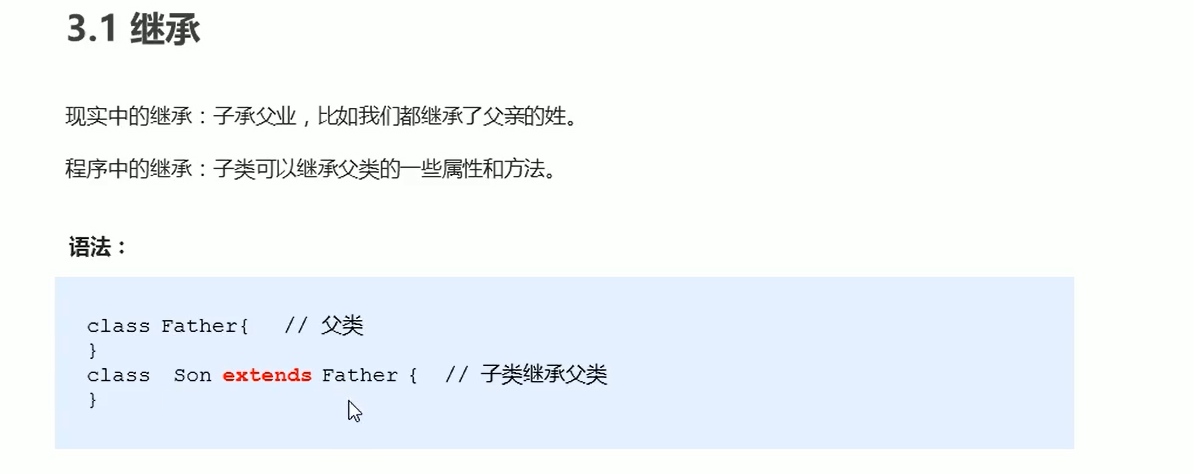 3.1 继承
现实中的继承：子承父业，比如我们都继承了父亲的姓。
程序中的继承：子类可以继承父类的一些属性和方法。
语法：
class Father{   // 父类
}
class  Son extends Father {  // 子类继承父类
}